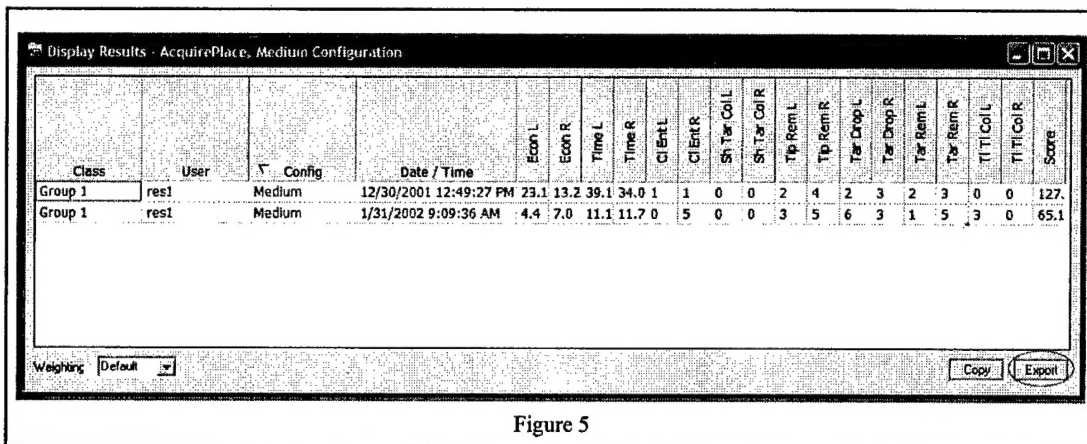 Display Results - AcquirePlace, Medium Configuration
Class User Config Date / Time Econ L Econ R Time L Time R Cl Ent L Cl Ent R Sh Tar Col L Sh Tar Col R Tip Rem L Tip Rem R Tar Drop L Tar Drop R Tar Rem L Tar Rem R Tl Tl Col L Tl Tl Col R Score
Group 1 res1 Medium 12/30/2001 12:49:27 PM 23.1 13.2 39.1 34.0 1 1 0 0 2 4 2 3 2 3 0 0 127.
Group 1 res1 Medium 1/31/2002 9:09:36 AM 4.4 7.0 11.1 11.7 0 5 0 0 3 5 6 3 1 5 3 0 65.1
Weighting Default Copy Export
Figure 5